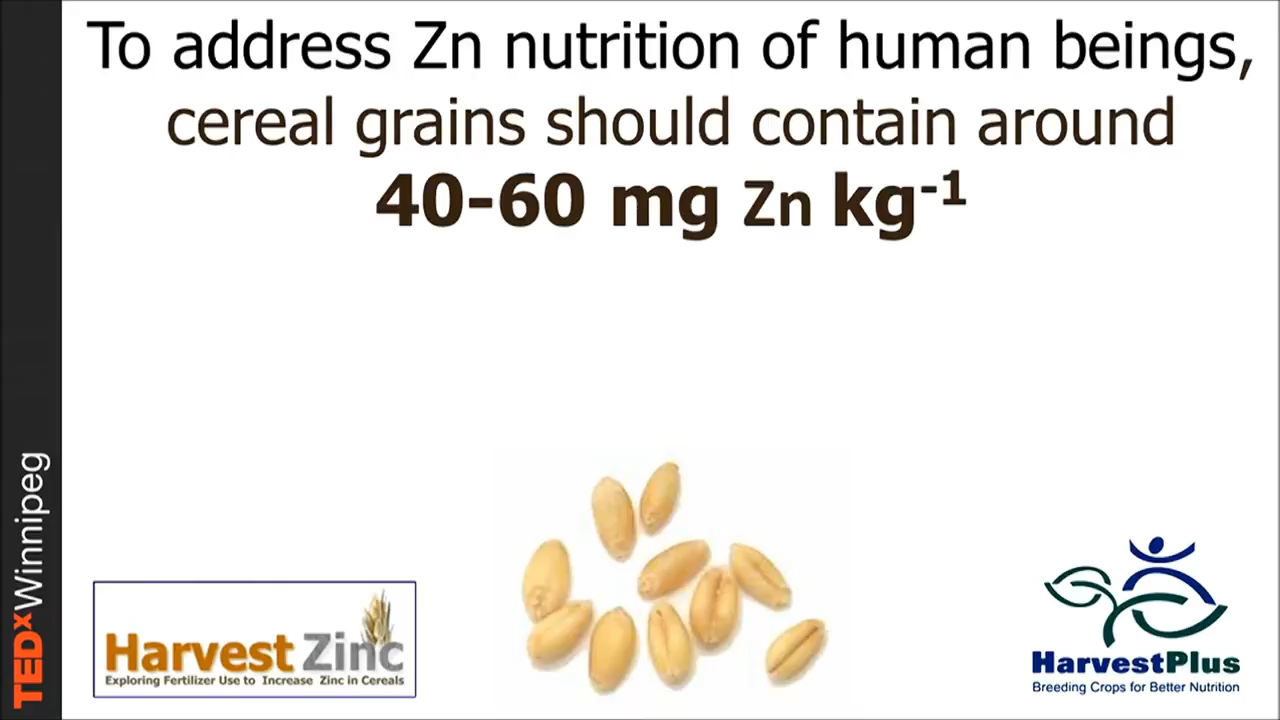 To address Zn nutrition of human beings,
cereal grains should contain around
40-60 mg Zn kg⁻¹
TEDxWinnipeg
Harvest Zinc
Exploring Fertilizer Use to Increase Zinc in Cereals
HarvestPlus
Breeding Crops for Better Nutrition